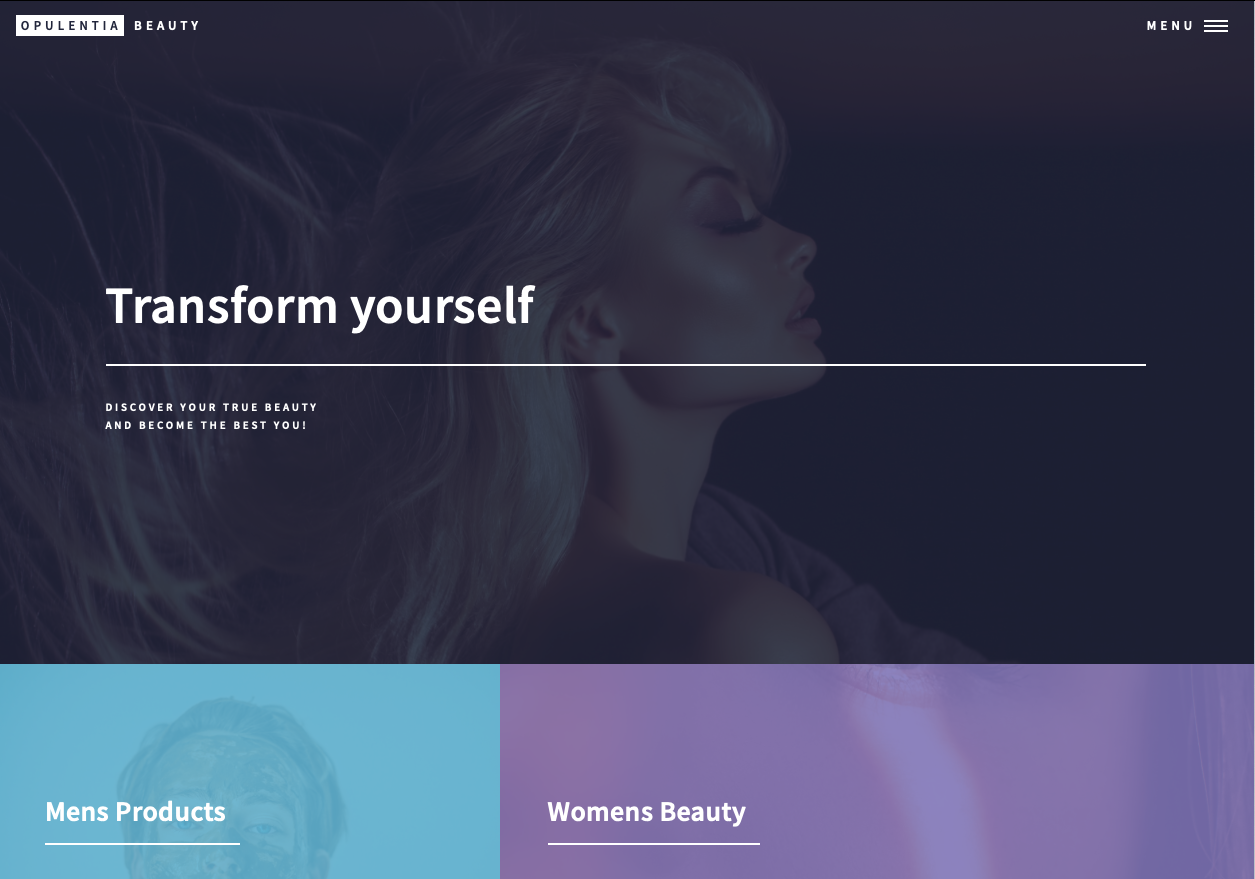 OPULENTIA BEAUTY
MENU
Transform yourself
DISCOVER YOUR TRUE BEAUTY
AND BECOME THE BEST YOU!
Mens Products
Womens Beauty